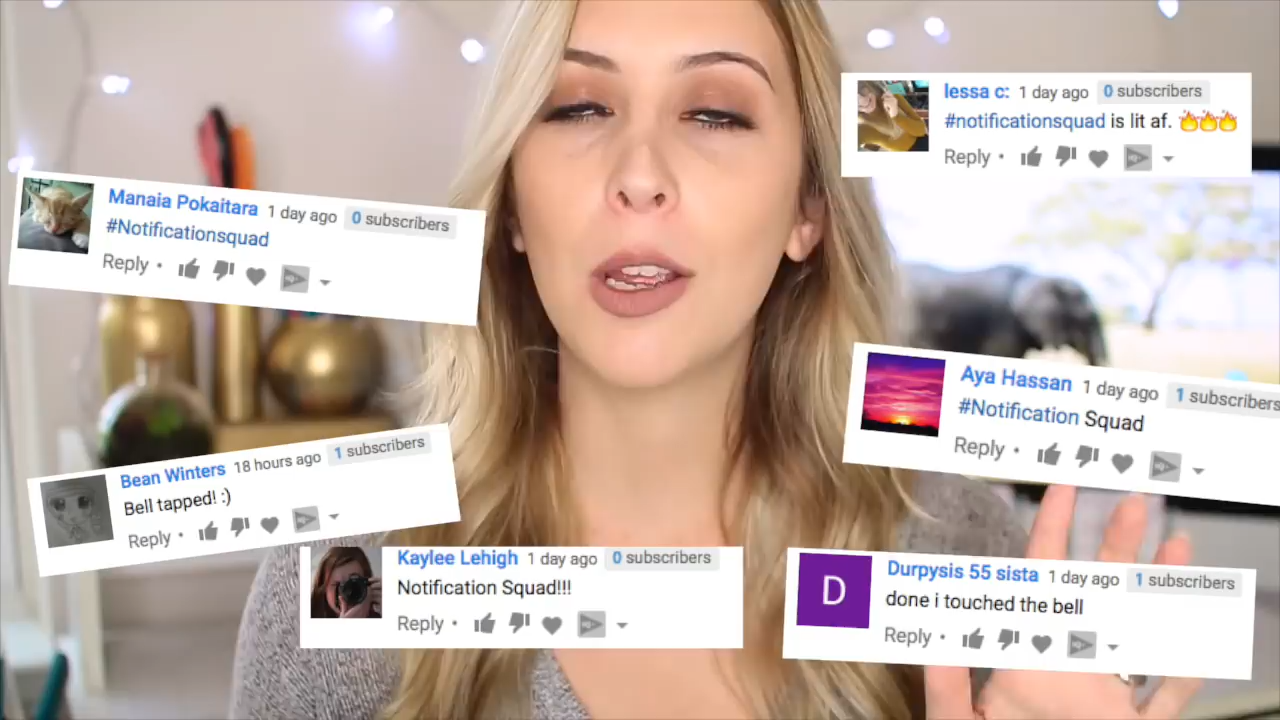 lessa c: 1 day ago 0 subscribers
#notificationsquad is lit af. 🔥🔥🔥
Reply •
Manaia Pokaitara 1 day ago 0 subscribers
#Notificationsquad
Reply •
Aya Hassan 1 day ago 1 subscribers
#Notification Squad
Reply •
Bean Winters 18 hours ago 1 subscribers
Bell tapped! :)
Reply •
Kaylee Lehigh 1 day ago 0 subscribers
Notification Squad!!!
Reply •
D
Durpysis 55 sista 1 day ago 1 subscribers
done i touched the bell
Reply •